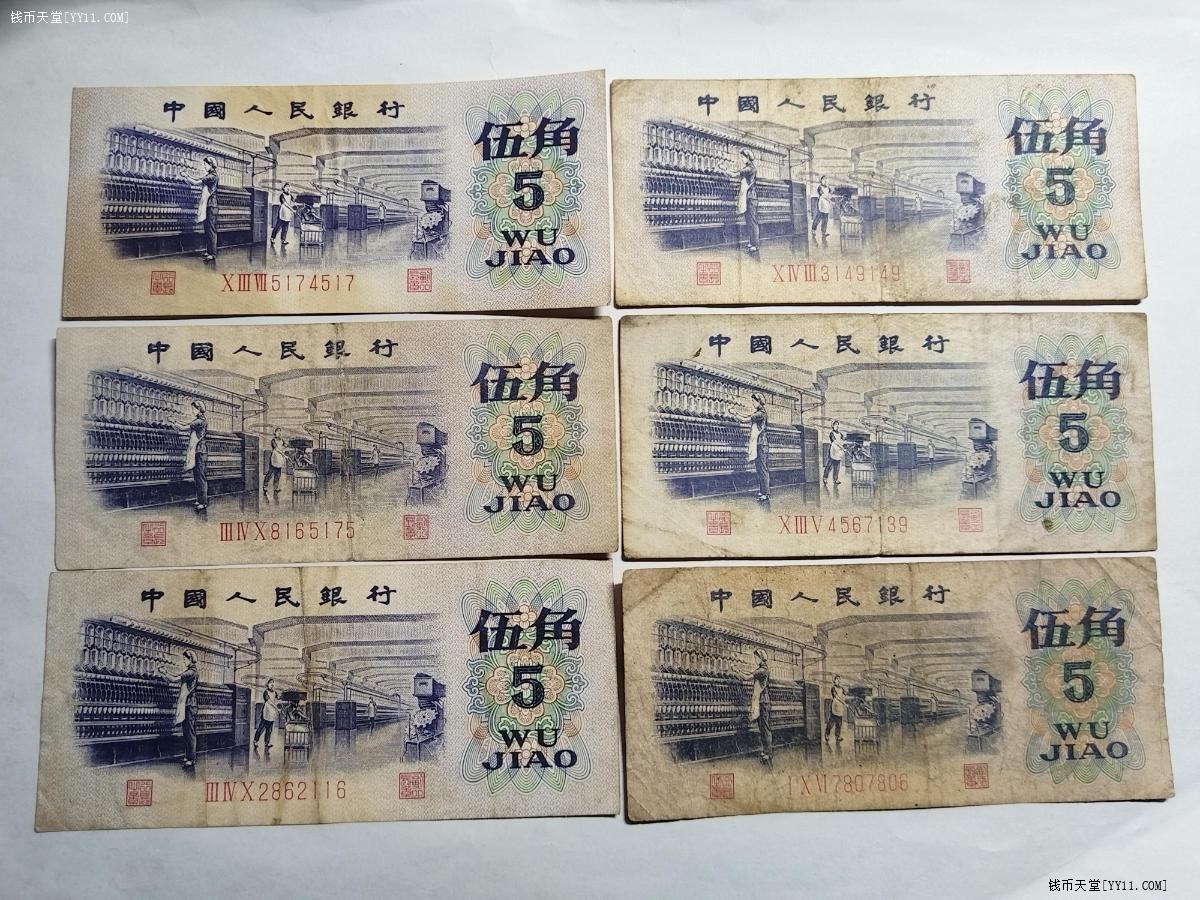 钱币天堂[YY11.COM]
中國人民銀行
伍角
5
WU
JIAO
XIIIVII5174517
中國人民銀行
伍角
5
WU
JIAO
XIVIII3149149
中國人民銀行
伍角
5
WU
JIAO
IIIIVX8165175
中國人民銀行
伍角
5
WU
JIAO
XIIIV4567139
中國人民銀行
伍角
5
WU
JIAO
IIIIVX2862116
中國人民銀行
伍角
5
WU
JIAO
IXVI7807806
钱币天堂[YY11.COM]